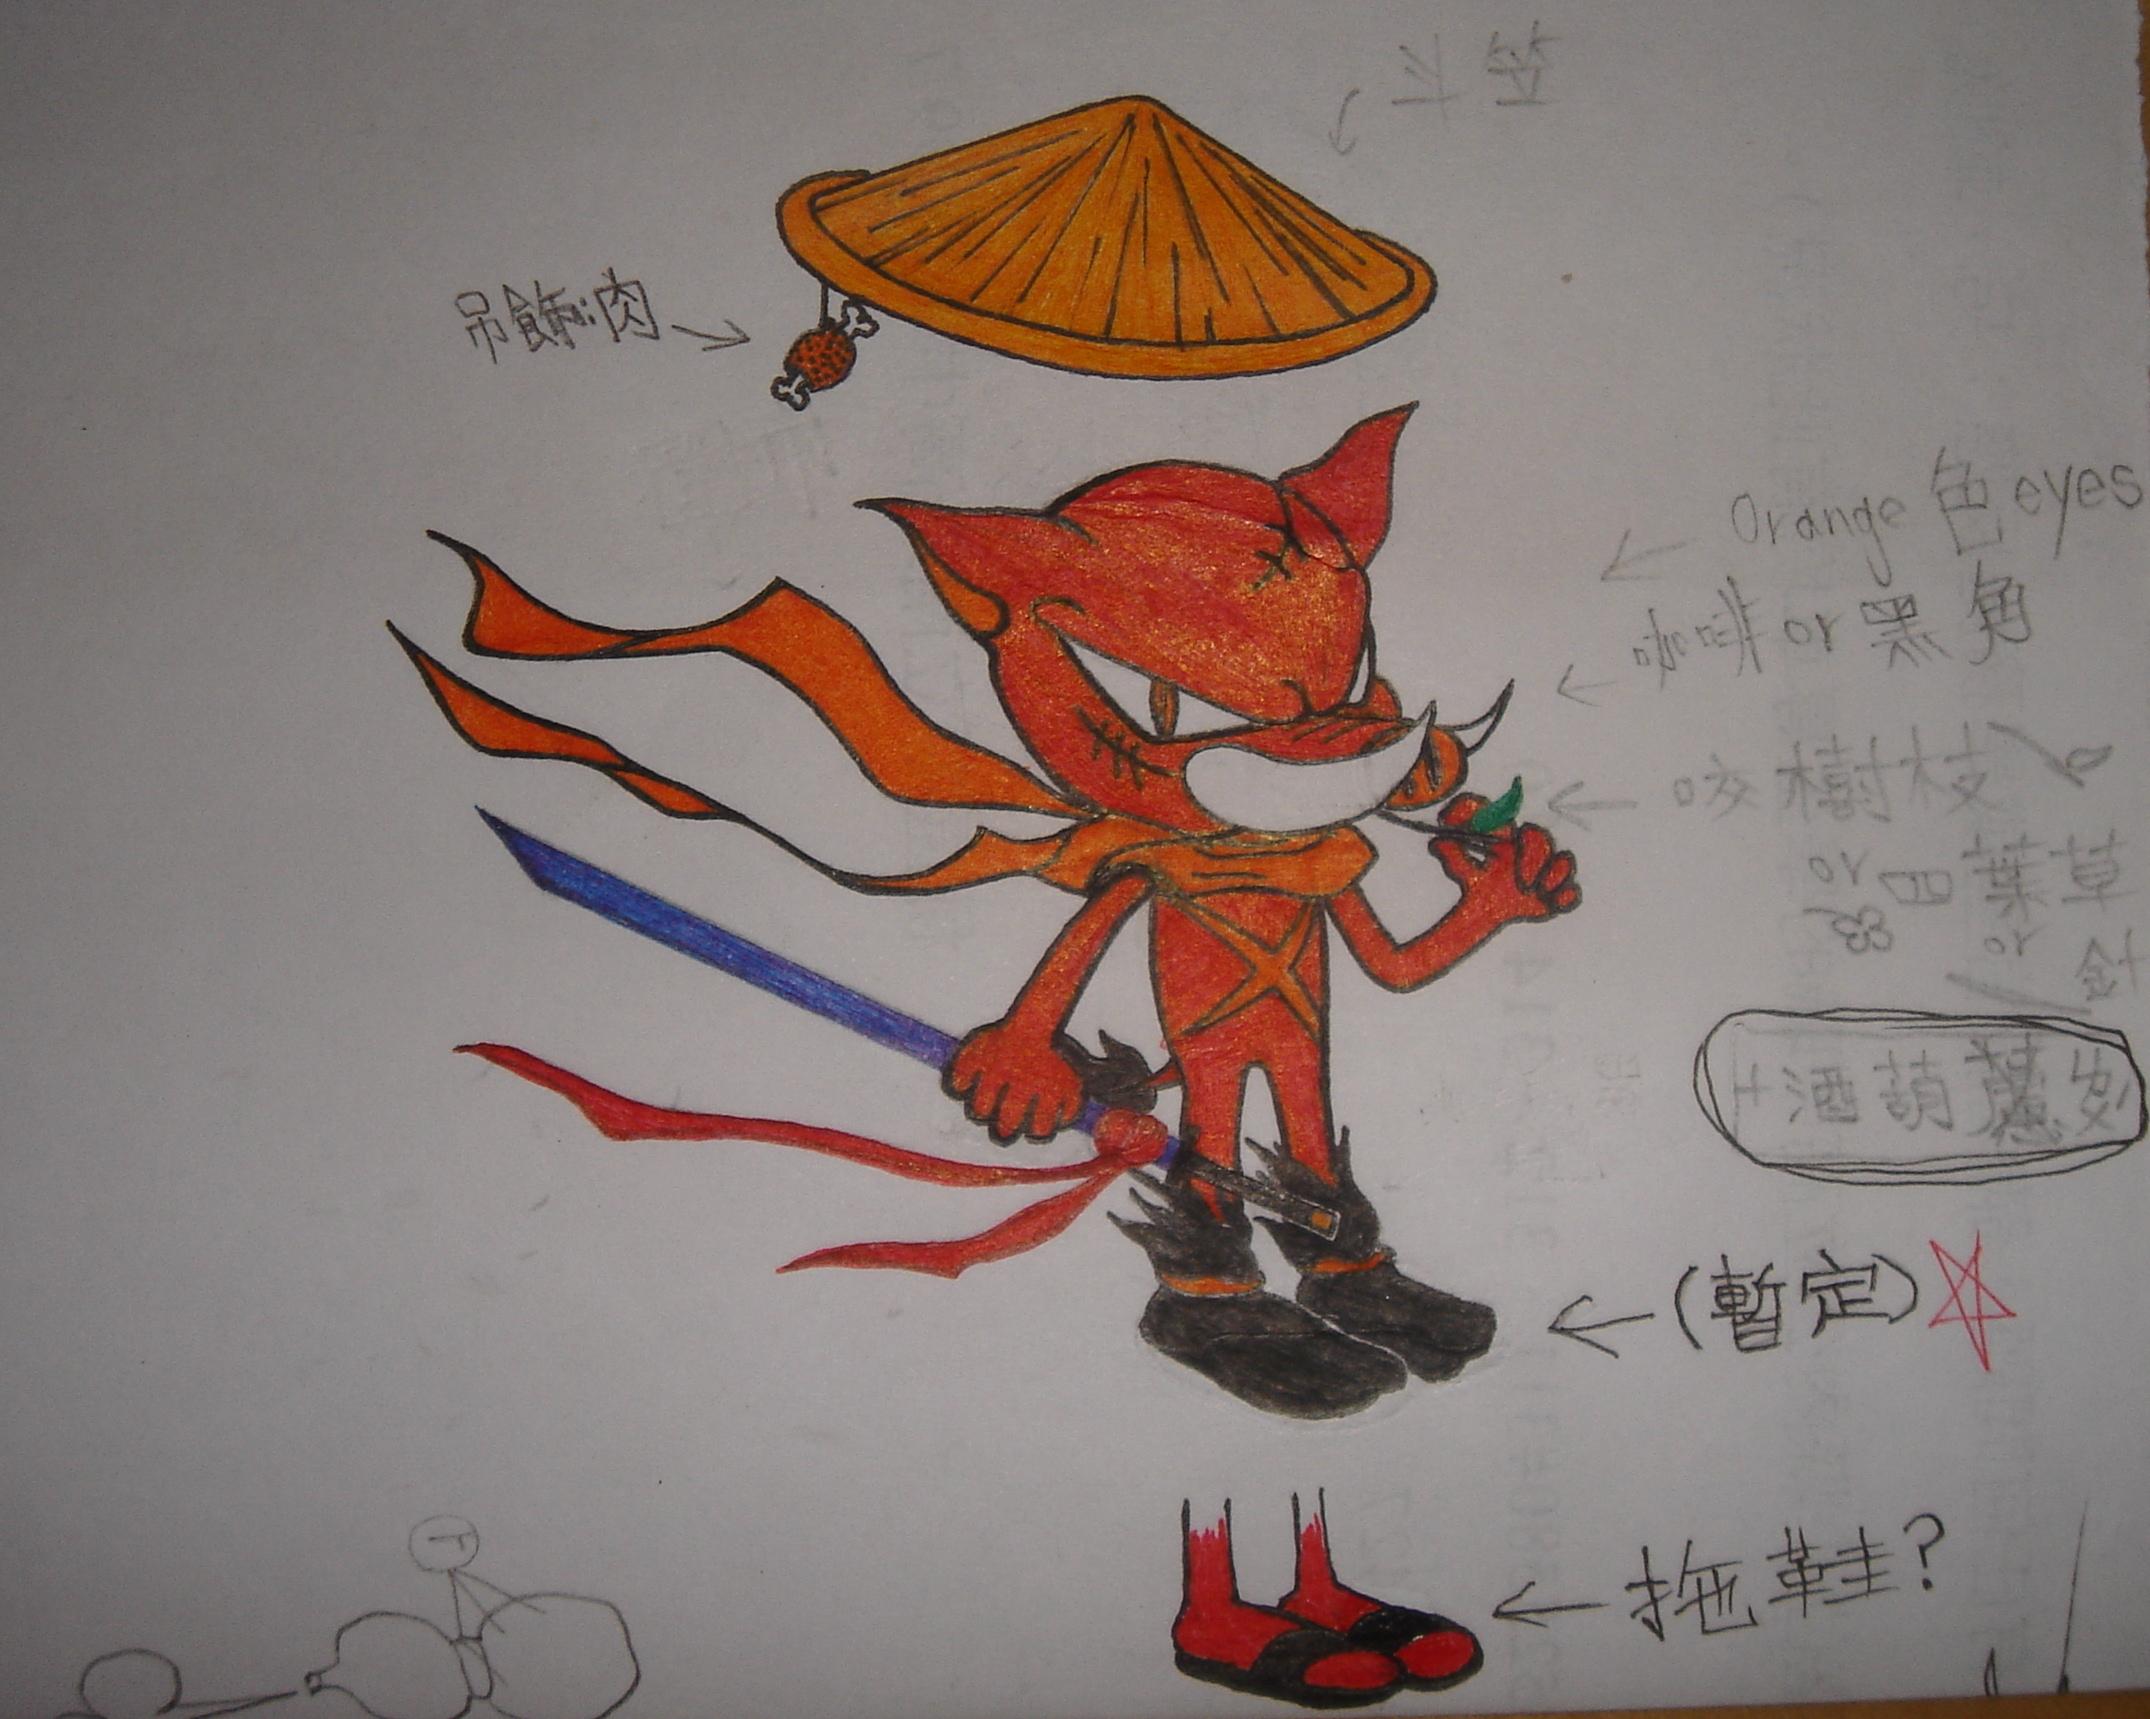 斗笠
吊飾:肉
Orange 色 eyes
咖啡 or 黑色
咬樹枝
or 四葉草
or 針
+酒葫蘆
(暫定)
拖鞋?